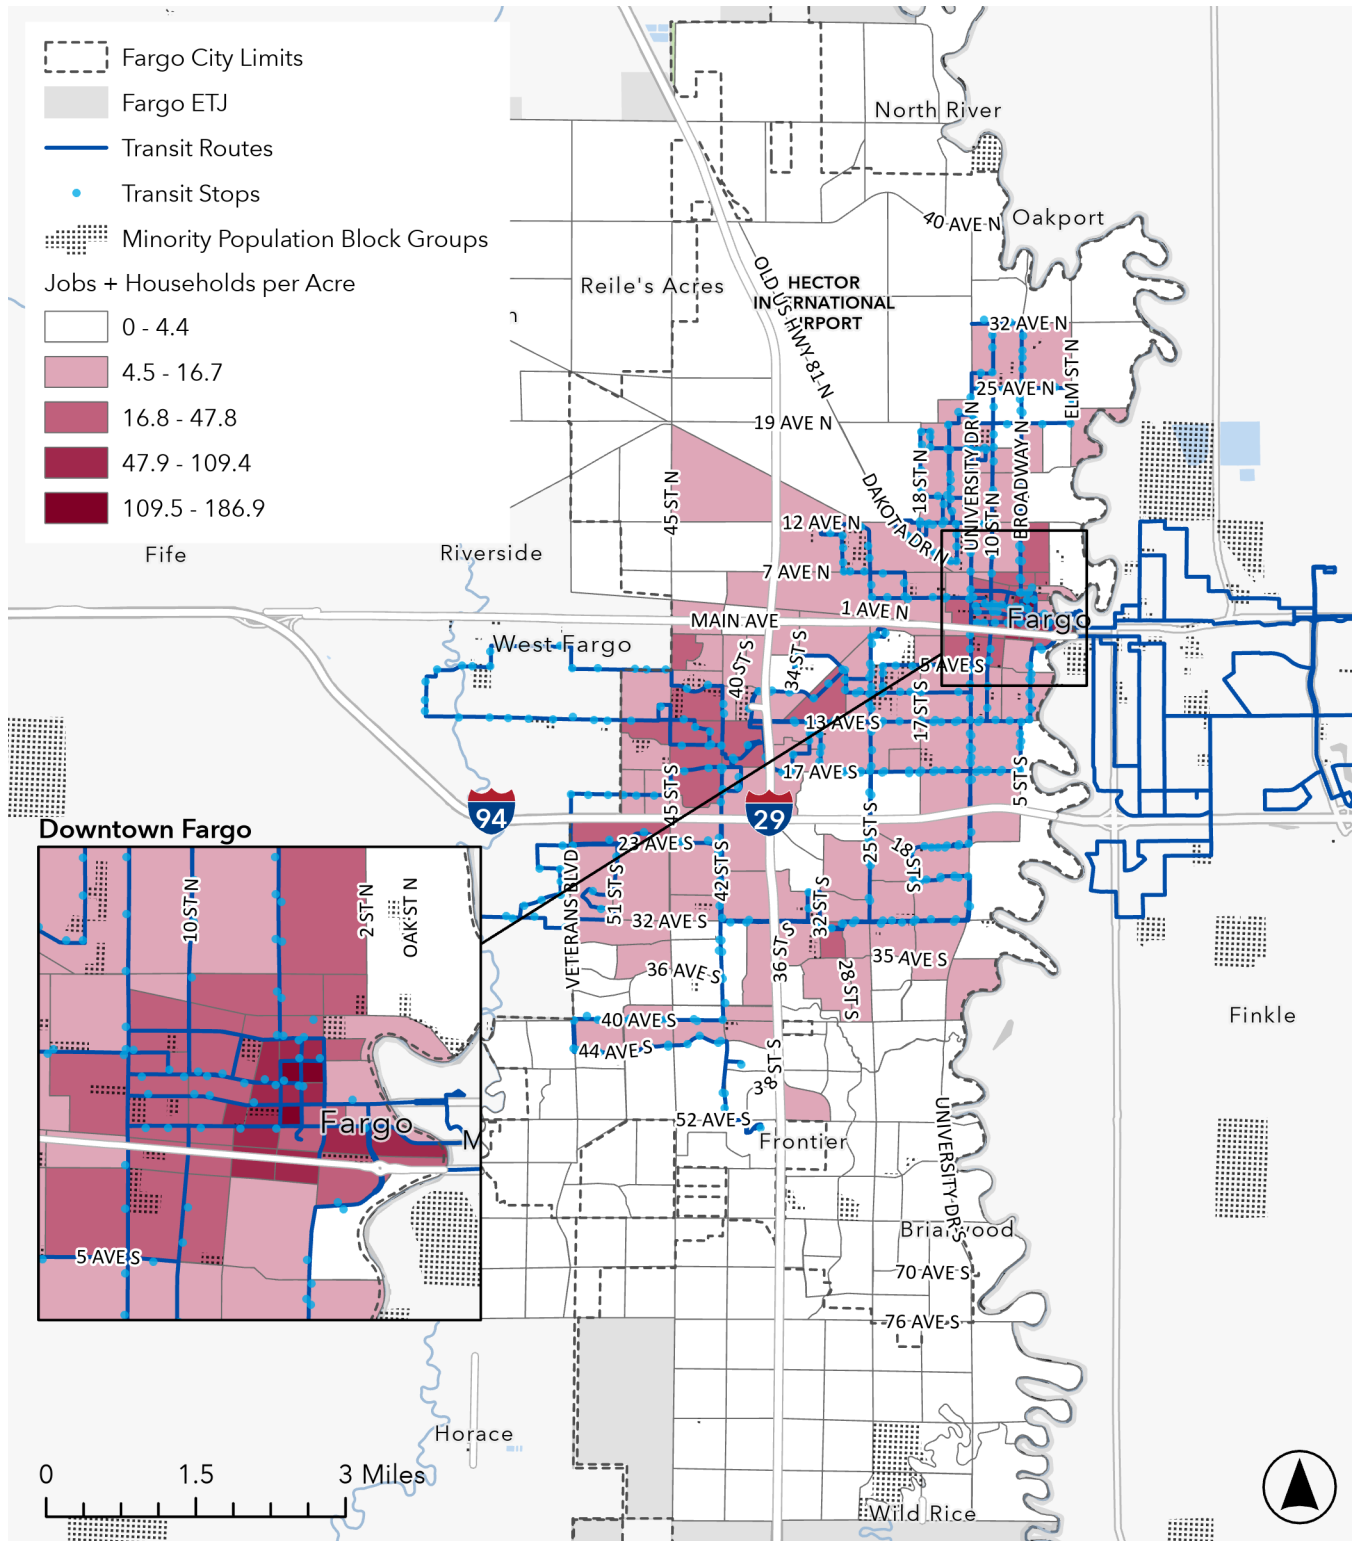 Fargo City Limits
Fargo ETJ
Transit Routes
Transit Stops
Minority Population Block Groups
Jobs + Households per Acre
0 - 4.4
4.5 - 16.7
16.8 - 47.8
47.9 - 109.4
109.5 - 186.9
North River
Oakport
40 AVE N
Reile's Acres
HECTOR
INTERNATIONAL
AIRPORT
OLD US HWY 81 N
32 AVE N
25 AVE N
ELM ST N
19 AVE N
45 ST N
18 ST N
UNIVERSITY DR N
10 ST N
BROADWAY N
DAKOTA DR N
12 AVE N
7 AVE N
1 AVE N
MAIN AVE
Fife
Riverside
West Fargo
Fargo
40 ST S
34 ST S
5 AVE S
17 ST S
13 AVE S
17 AVE S
45 ST S
5 ST S
94
29
25 ST S
18 ST S
23 AVE S
42 ST S
VETERANS BLVD
51 ST S
32 AVE S
32 ST S
36 ST S
36 AVE S
35 AVE S
28 ST S
40 AVE S
44 AVE S
38 ST S
52 AVE S
Frontier
UNIVERSITY DR S
Briarwood
70 AVE S
76 AVE S
Finkle
Horace
Wild Rice
Downtown Fargo
10 ST N
2 ST N
OAK ST N
Fargo
M
5 AVE S
0 1.5 3 Miles